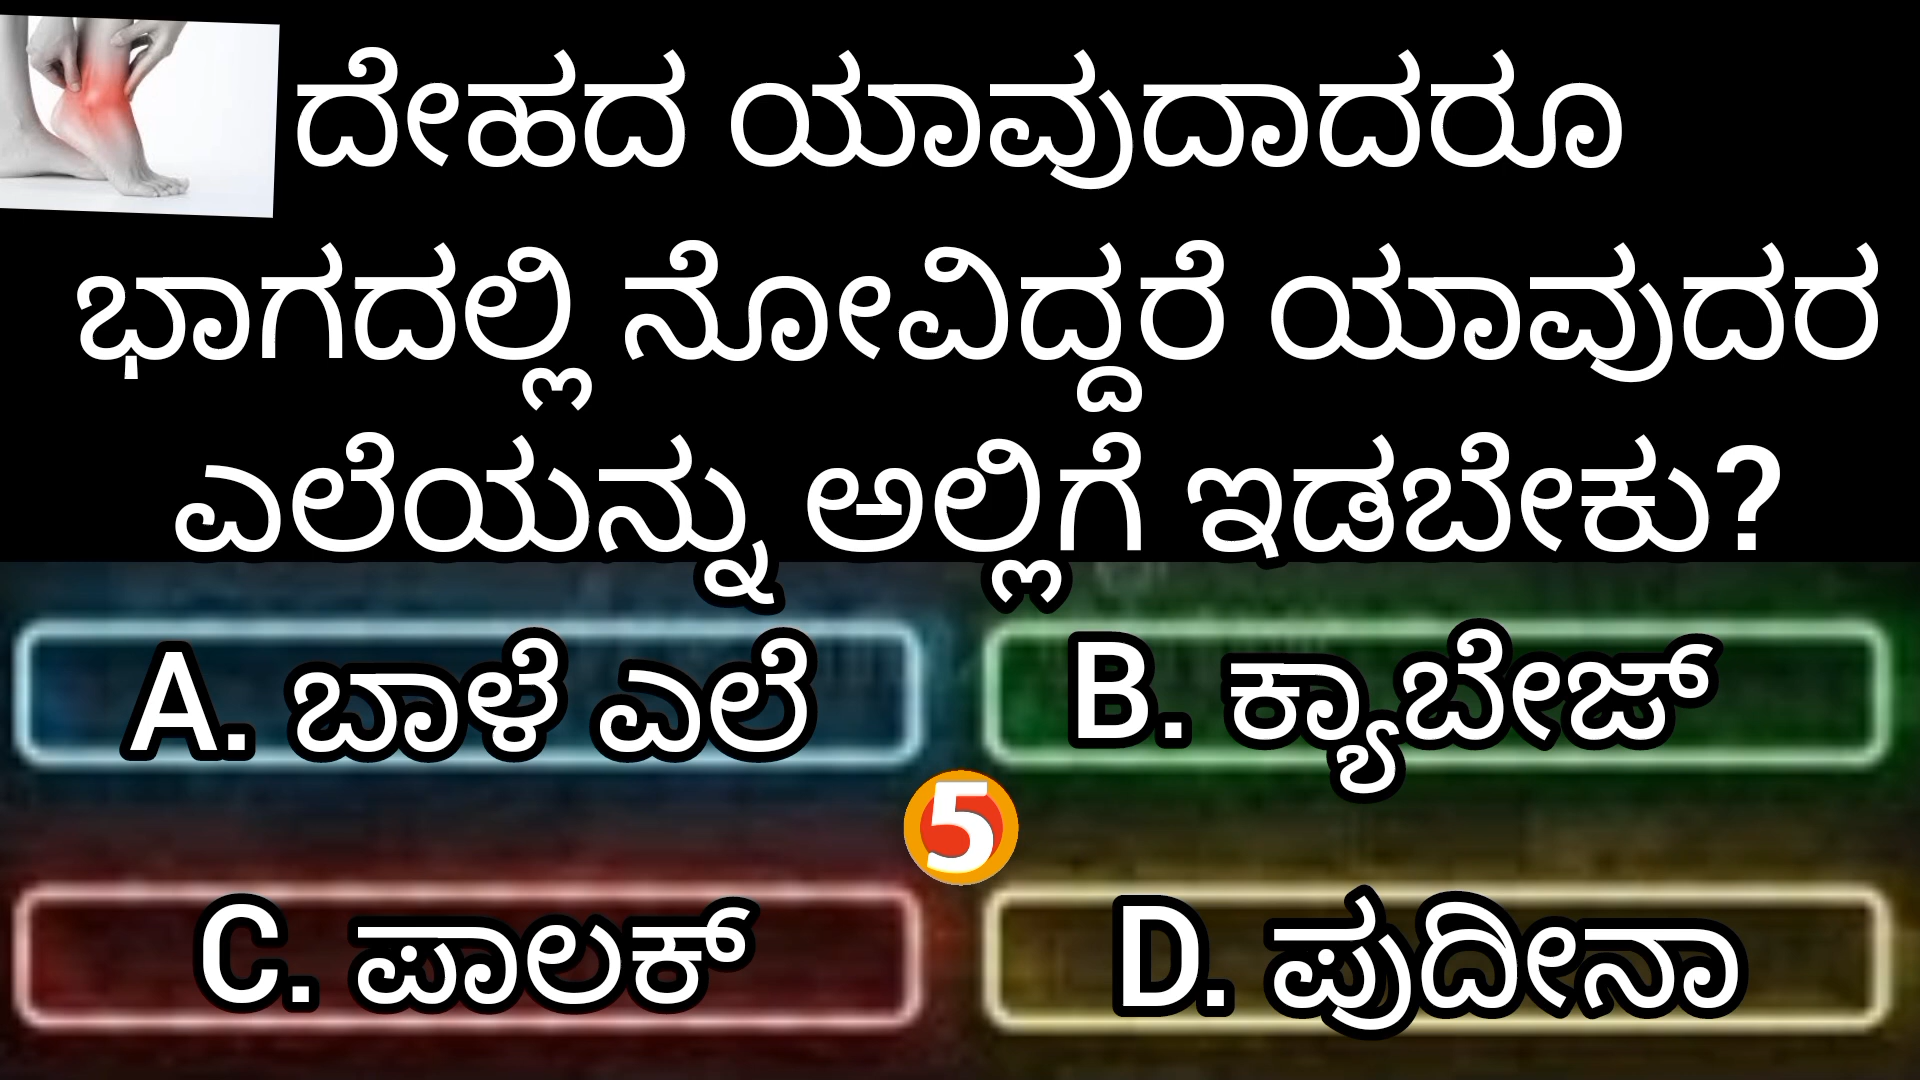 ದೇಹದ ಯಾವುದಾದರೂ
ಭಾಗದಲ್ಲಿ ನೋವಿದ್ದರೆ ಯಾವುದರ
ಎಲೆಯನ್ನು ಅಲ್ಲಿಗೆ ಇಡಬೇಕು?
A. ಬಾಳೆ ಎಲೆ
B. ಕ್ಯಾಬೇಜ್
5
C. ಪಾಲಕ್
D. ಪುದೀನಾ